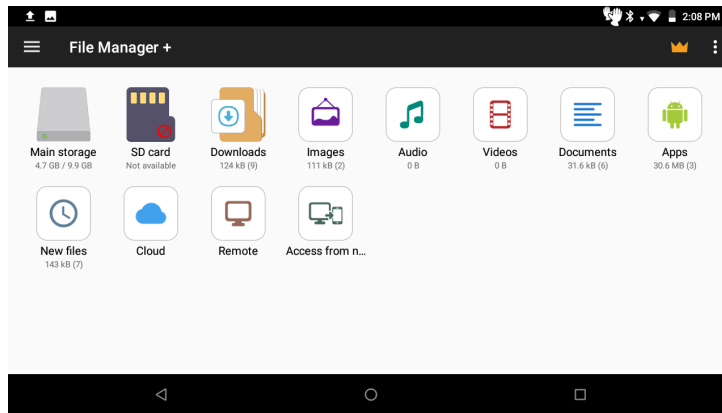 2:08 PM
File Manager +
Main storage
4.7 GB / 9.9 GB
SD card
Not available
Downloads
124 kB (9)
Images
111 kB (2)
Audio
0 B
Videos
0 B
Documents
31.6 kB (6)
Apps
30.6 MB (3)
New files
143 kB (7)
Cloud
Remote
Access from n...